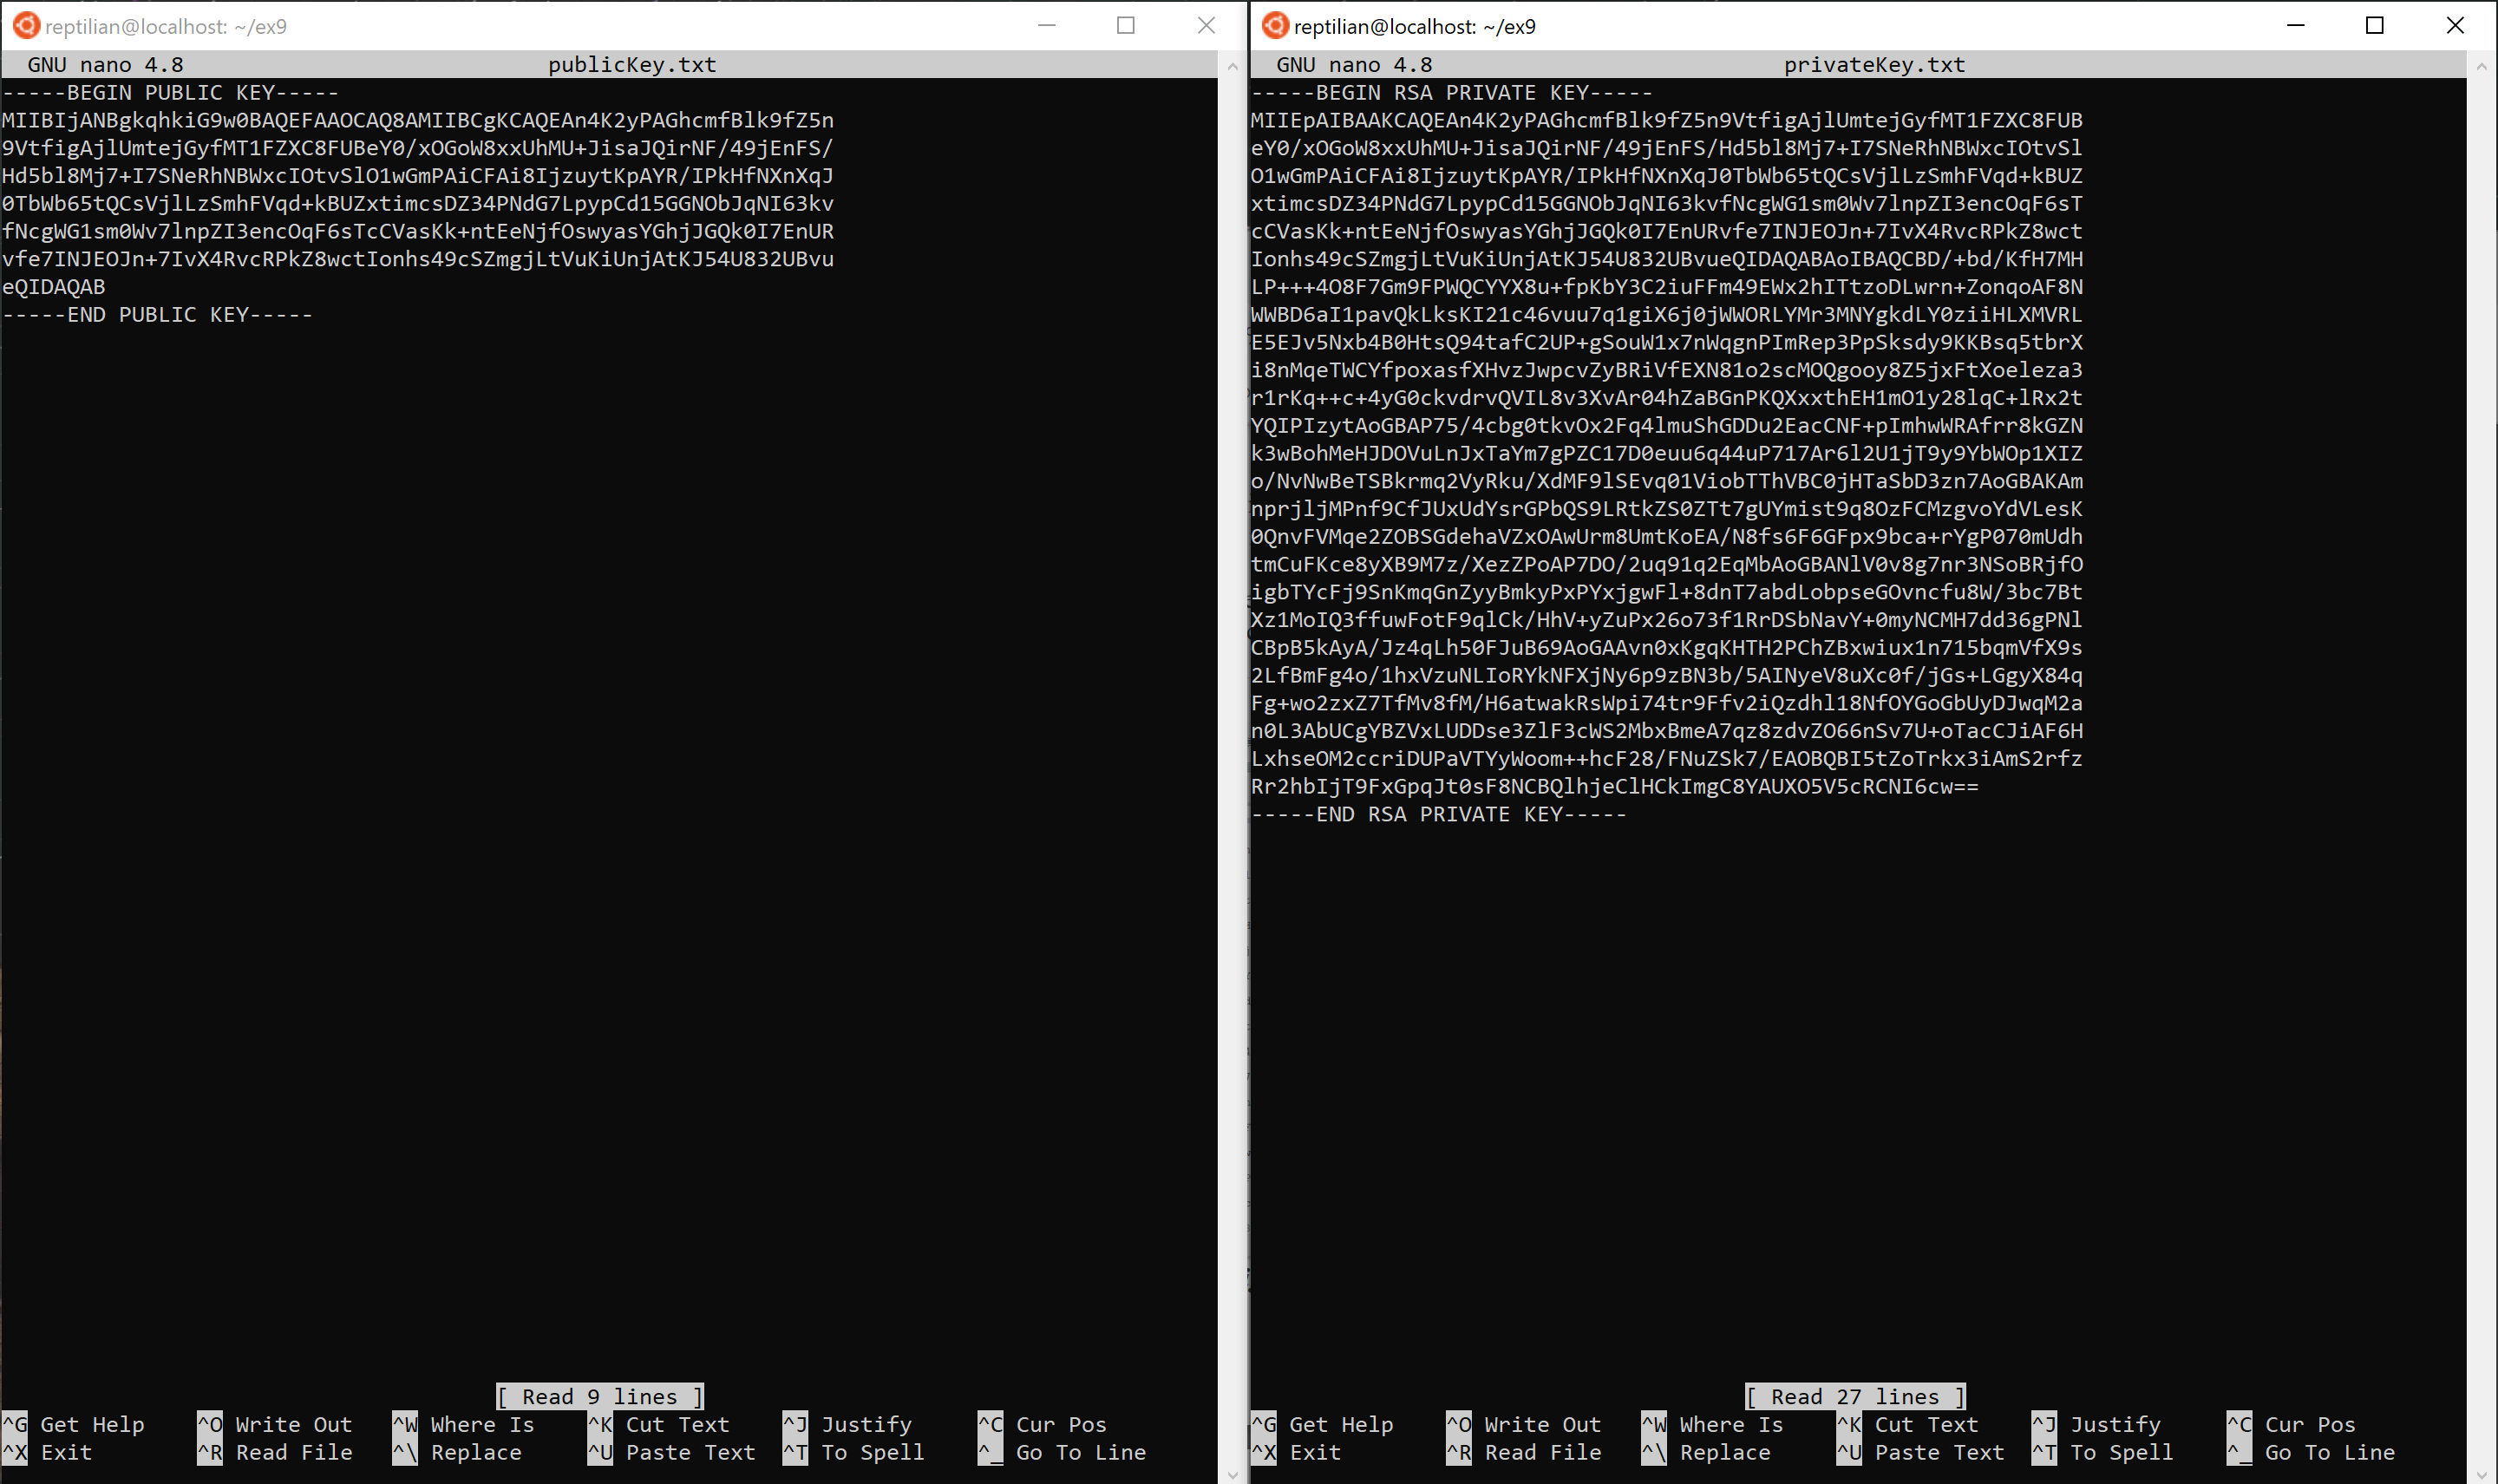 reptilian@localhost: ~/ex9
GNU nano 4.8 publicKey.txt
-----BEGIN PUBLIC KEY-----
MIIBIjANBgkqhkiG9w0BAQEFAAOCAQ8AMIIBCgKCAQEAn4K2yPAGhcmfBlk9fZ5n
9VtfigAjlUmtejGyfMT1FZXC8FUBeY0/xOGoW8xxUhMU+JisaJQirNF/49jEnFS/
Hd5bl8Mj7+I7SNeRhNBWxcIOtvSlO1wGmPAiCFAi8IjzuytKpAYR/IPkHfNXnXqJ
0TbWb65tQCsVjlLzSmhFVqd+kBUZxtimcsDZ34PNdG7LpypCd15GGNObJqNI63kv
fNcgWG1sm0Wv7lnpZI3encOqF6sTcCVasKk+ntEeNjfOswyasYGhjJGQk0I7EnUR
vfe7INJEOJn+7IvX4RvcRPkZ8wctIonhs49cSZmgjLtVuKiUnjAtKJ54U832UBvu
eQIDAQAB
-----END PUBLIC KEY-----
[ Read 9 lines ]
^G Get Help ^O Write Out ^W Where Is ^K Cut Text ^J Justify ^C Cur Pos
^X Exit ^R Read File ^\ Replace ^U Paste Text ^T To Spell ^_ Go To Line
reptilian@localhost: ~/ex9
GNU nano 4.8 privateKey.txt
-----BEGIN RSA PRIVATE KEY-----
MIIEpAIBAAKCAQEAn4K2yPAGhcmfBlk9fZ5n9VtfigAjlUmtejGyfMT1FZXC8FUB
eY0/xOGoW8xxUhMU+JisaJQirNF/49jEnFS/Hd5bl8Mj7+I7SNeRhNBWxcIOtvSl
O1wGmPAiCFAi8IjzuytKpAYR/IPkHfNXnXqJ0TbWb65tQCsVjlLzSmhFVqd+kBUZ
xtimcsDZ34PNdG7LpypCd15GGNObJqNI63kvfNcgWG1sm0Wv7lnpZI3encOqF6sT
cCVasKk+ntEeNjfOswyasYGhjJGQk0I7EnURvfe7INJEOJn+7IvX4RvcRPkZ8wct
Ionhs49cSZmgjLtVuKiUnjAtKJ54U832UBvueQIDAQABAoIBAQCBD/+bd/KfH7MH
LP+++4O8F7Gm9FPWQCYYX8u+fpKbY3C2iuFFm49EWx2hITtzoDLwrn+ZonqoAF8N
WWBD6aI1pavQkLksKI21c46vuu7q1giX6j0jWWORLYMr3MNYgkdLY0ziiHLXMVRL
E5EJv5Nxb4B0HtsQ94tafC2UP+gSouW1x7nWqgnPImRep3PpSksdy9KKBsq5tbrX
i8nMqeTWCYfpoxasfXHvzJwpcvZyBRiVfEXN81o2scMOQgooy8Z5jxFtXoeleza3
r1rKq++c+4yG0ckvdrvQVIL8v3XvAr04hZaBGnPKQXxxthEH1mO1y28lqC+lRx2t
YQIPIzytAoGBAP75/4cbg0tkvOx2Fq4lmuShGDDu2EacCNF+pImhwWRAfrr8kGZN
k3wBohMeHJDOVuLnJxTaYm7gPZC17D0euu6q44uP717Ar6l2U1jT9y9YbWOp1XIZ
o/NvNwBeTSBkrmq2VyRku/XdMF9lSEvq01ViobTThVBC0jHTaSbD3zn7AoGBAKAm
nprjljMPnf9CfJUxUdYsrGPbQS9LRtkZS0ZTt7gUYmist9q8OzFCMzgvoYdVLesK
0QnvFVMqe2ZOBSGdehaVZxOAwUrm8UmtKoEA/N8fs6F6GFpx9bca+rYgP070mUdh
tmCuFKce8yXB9M7z/XezZPoAP7DO/2uq91q2EqMbAoGBANlV0v8g7nr3NSoBRjfO
igbTYcFj9SnKmqGnZyyBmkyPxPYxjgwFl+8dnT7abdLobpseGOvncfu8W/3bc7Bt
Xz1MoIQ3ffuwFotF9qlCk/HhV+yZuPx26o73f1RrDSbNavY+0myNCMH7dd36gPNl
CBpB5kAyA/Jz4qLh50FJuB69AoGAAvn0xKgqKHTH2PChZBxwiux1n715bqmVfX9s
2LfBmFg4o/1hxVzuNLIoRYkNFXjNy6p9zBN3b/5AINyeV8uXc0f/jGs+LGgyX84q
Fg+wo2zxZ7TfMv8fM/H6atwakRsWpi74tr9Ffv2iQzdhl18NfOYGoGbUyDJwqM2a
n0L3AbUCgYBZVxLUDDse3ZlF3cWS2MbxBmeA7qz8zdvZO66nSv7U+oTacCJiAF6H
LxhseOM2ccriDUPaVTYyWoom++hcF28/FNuZSk7/EAOBQBI5tZoTrkx3iAmS2rfz
Rr2hbIjT9FxGpqJt0sF8NCBQlhjeClHCkImgC8YAUXO5V5cRCNI6cw==
-----END RSA PRIVATE KEY-----
[ Read 27 lines ]
^G Get Help ^O Write Out ^W Where Is ^K Cut Text ^J Justify ^C Cur Pos
^X Exit ^R Read File ^\ Replace ^U Paste Text ^T To Spell ^_ Go To Line